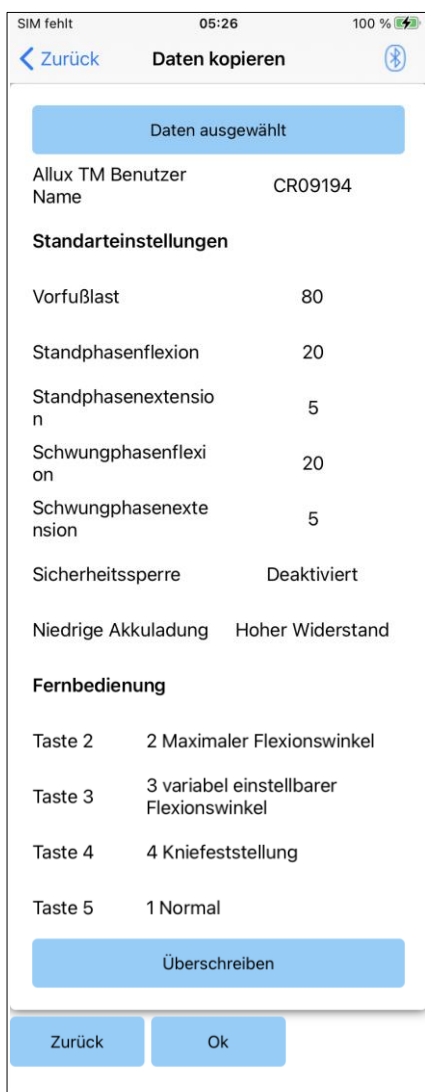 SIM fehlt 05:26 100 %
Zurück Daten kopieren
Daten ausgewählt
Allux TM Benutzer
Name CR09194
Standarteinstellungen
Vorfußlast 80
Standphasenflexion 20
Standphasenextensio
n 5
Schwungphasenflexi
on 20
Schwungphasenexte
nsion 5
Sicherheitssperre Deaktiviert
Niedrige Akkuladung Hoher Widerstand
Fernbedienung
Taste 2 2 Maximaler Flexionswinkel
Taste 3 3 variabel einstellbarer
Flexionswinkel
Taste 4 4 Kniefeststellung
Taste 5 1 Normal
Überschreiben
Zurück Ok